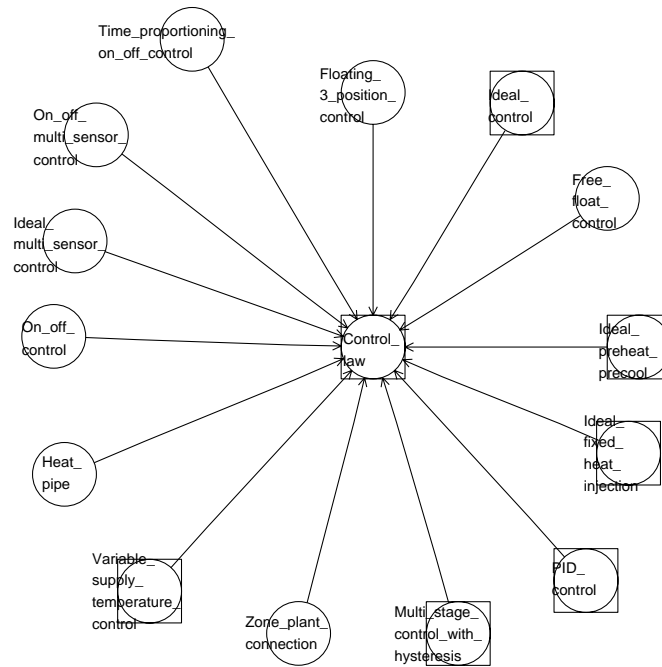 Time_proportioning_
on_off_control
Floating_
3_position_
control
Ideal_
control
On_off_
multi_sensor_
control
Free_
float_
control
Ideal_
multi_sensor_
control
On_off_
control
Control_
law
Ideal_
preheat_
precool
Ideal_
fixed_
heat_
injection
Heat_
pipe
Variable_
supply_
temperature_
control
PID_
control
Zone_plant_
connection
Multi_stage_
control_with_
hysteresis